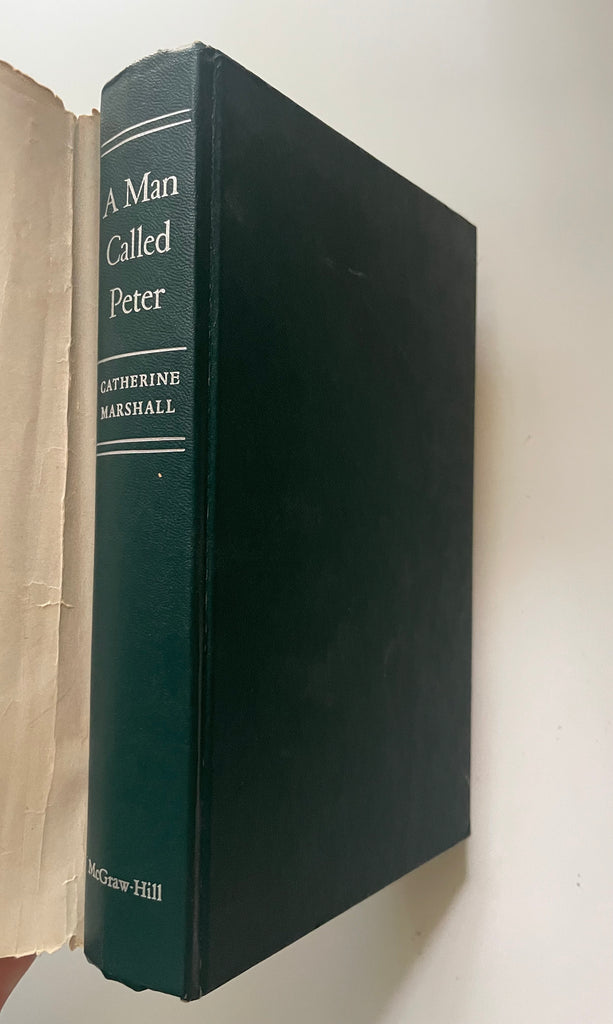 A Man
Called
Peter
CATHERINE
MARSHALL
McGraw-Hill